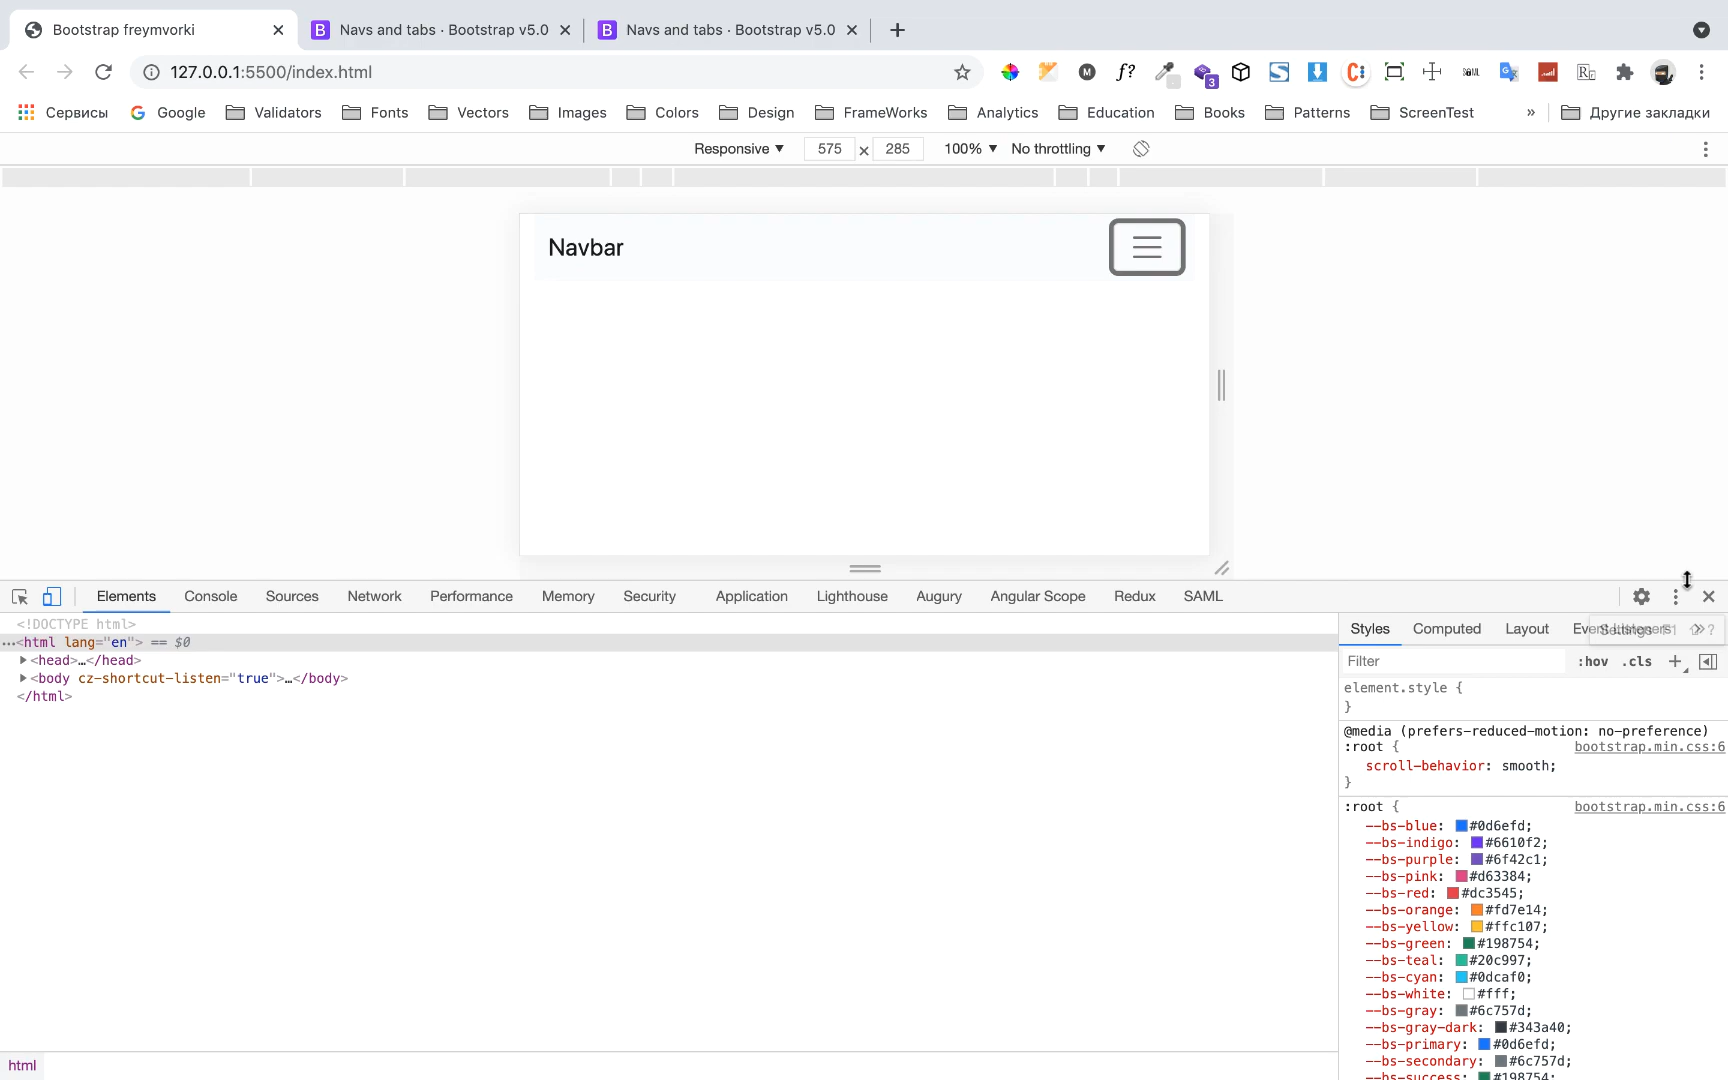 Bootstrap freymvorki
Navs and tabs · Bootstrap v5.0
Navs and tabs · Bootstrap v5.0
127.0.0.1:5500/index.html
Сервисы Google Validators Fonts Vectors Images Colors Design FrameWorks Analytics Education Books Patterns ScreenTest » Другие закладки
Responsive 575 x 285 100% No throttling
Navbar
Elements Console Sources Network Performance Memory Security Application Lighthouse Augury Angular Scope Redux SAML
<!DOCTYPE html>
…<html lang="en"> == $0
<head>…</head>
<body cz-shortcut-listen="true">…</body>
</html>
html
Styles Computed Layout
Filter :hov .cls
element.style {
}
@media (prefers-reduced-motion: no-preference)
:root { bootstrap.min.css:6
scroll-behavior: smooth;
}
:root { bootstrap.min.css:6
--bs-blue: #0d6efd;
--bs-indigo: #6610f2;
--bs-purple: #6f42c1;
--bs-pink: #d63384;
--bs-red: #dc3545;
--bs-orange: #fd7e14;
--bs-yellow: #ffc107;
--bs-green: #198754;
--bs-teal: #20c997;
--bs-cyan: #0dcaf0;
--bs-white: #fff;
--bs-gray: #6c757d;
--bs-gray-dark: #343a40;
--bs-primary: #0d6efd;
--bs-secondary: #6c757d;
--bs-success: #198754;